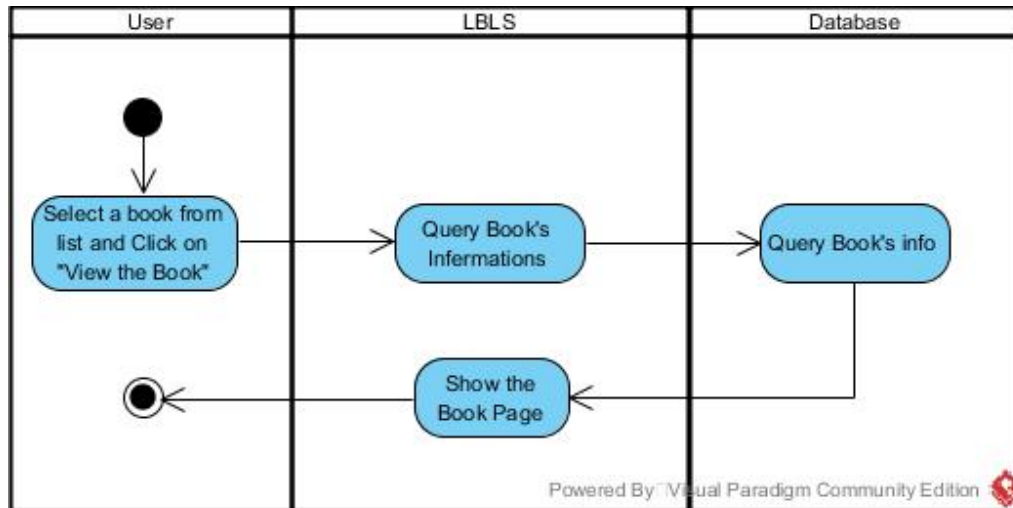 User
LBLS
Database
Select a book from
list and Click on
"View the Book"
Query Book's
Infermations
Query Book's info
Show the
Book Page
Powered By Visual Paradigm Community Edition